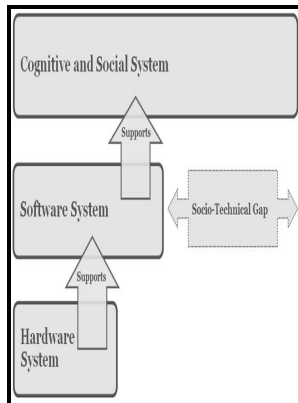 Cognitive and Social System
Supports
Software System
Socio-Technical Gap
Supports
Hardware
System